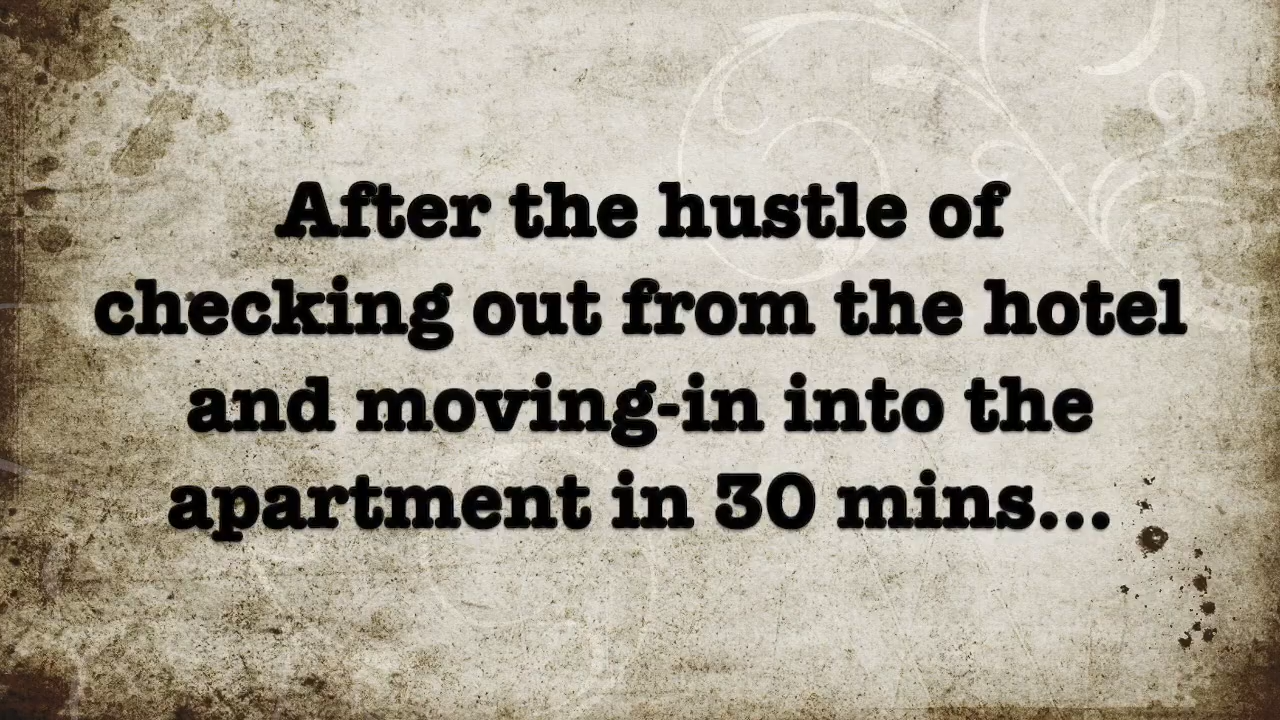 After the hustle of
checking out from the hotel
and moving-in into the
apartment in 30 mins...